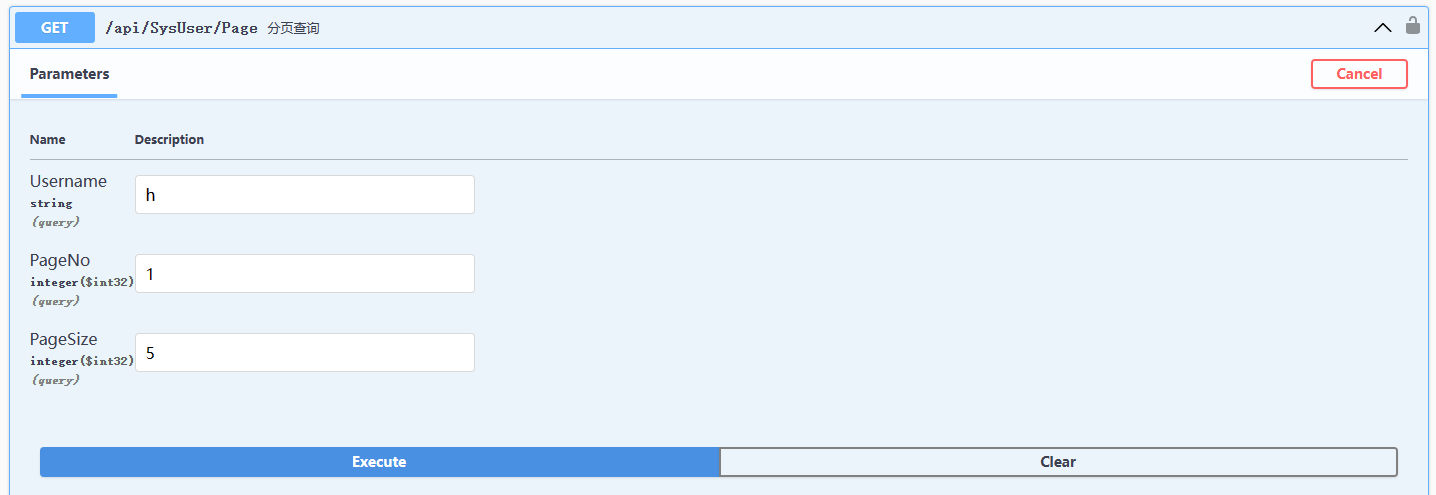 GET /api/SysUser/Page 分页查询
Parameters Cancel
Name Description
Username h
string
(query)
PageNo 1
integer($int32)
(query)
PageSize 5
integer($int32)
(query)
Execute Clear